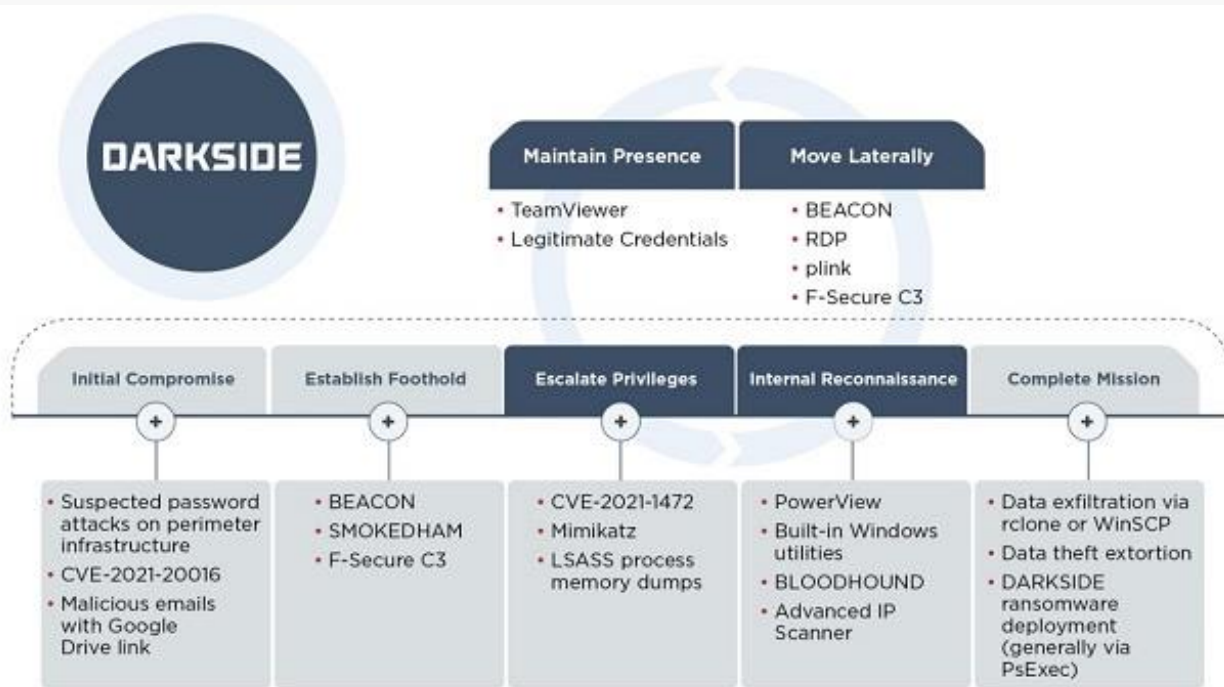 DARKSIDE
Maintain Presence
• TeamViewer
• Legitimate Credentials
Move Laterally
• BEACON
• RDP
• plink
• F-Secure C3
Initial Compromise
+
• Suspected password
attacks on perimeter
infrastructure
• CVE-2021-20016
• Malicious emails
with Google
Drive link
Establish Foothold
+
• BEACON
• SMOKEDHAM
• F-Secure C3
Escalate Privileges
+
• CVE-2021-1472
• Mimikatz
• LSASS process
memory dumps
Internal Reconnaissance
+
• PowerView
• Built-in Windows
utilities
• BLOODHOUND
• Advanced IP
Scanner
Complete Mission
+
• Data exfiltration via
rclone or WinSCP
• Data theft extortion
• DARKSIDE
ransomware
deployment
(generally via
PsExec)